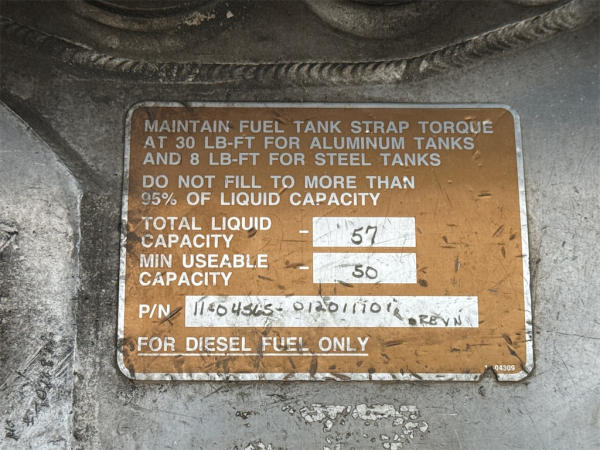 MAINTAIN FUEL TANK STRAP TORQUE
AT 30 LB-FT FOR ALUMINUM TANKS
AND 8 LB-FT FOR STEEL TANKS
DO NOT FILL TO MORE THAN
95% OF LIQUID CAPACITY
TOTAL LIQUID
CAPACITY - 57
MIN USEABLE
CAPACITY - 50
P/N
FOR DIESEL FUEL ONLY